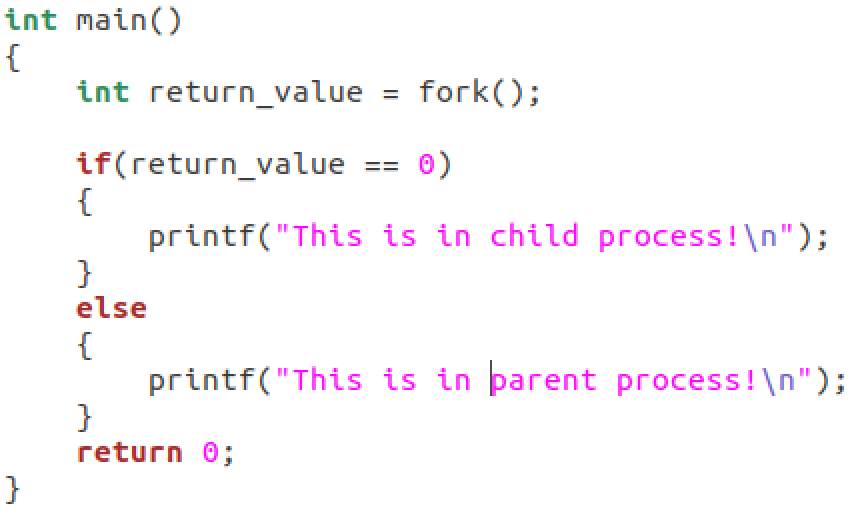 int main()
{
    int return_value = fork();

    if(return_value == 0)
    {
        printf("This is in child process!\n");
    }
    else
    {
        printf("This is in parent process!\n");
    }
    return 0;
}